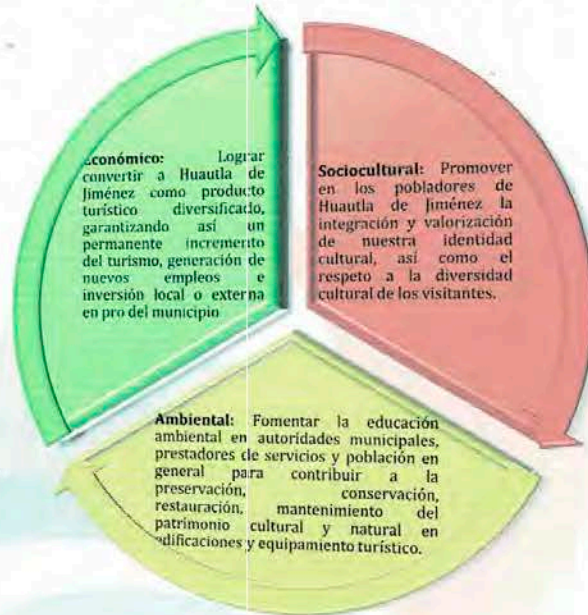 Económico: Lograr
convertir a Huautla de
Jiménez como producto
turístico diversificado,
garantizando así un
permanente incremento
del turismo, generación de
nuevos empleos e
inversión local o externa
en pro del municipio
Sociocultural: Promover
en los pobladores de
Huautla de Jiménez la
integración y valorización
de nuestra identidad
cultural, así como el
respeto a la diversidad
cultural de los visitantes.
Ambiental: Fomentar la educación
ambiental en autoridades municipales,
prestadores de servicios y población en
general para contribuir a la
preservación, conservación,
restauración, mantenimiento del
patrimonio cultural y natural en
edificaciones y equipamiento turístico.